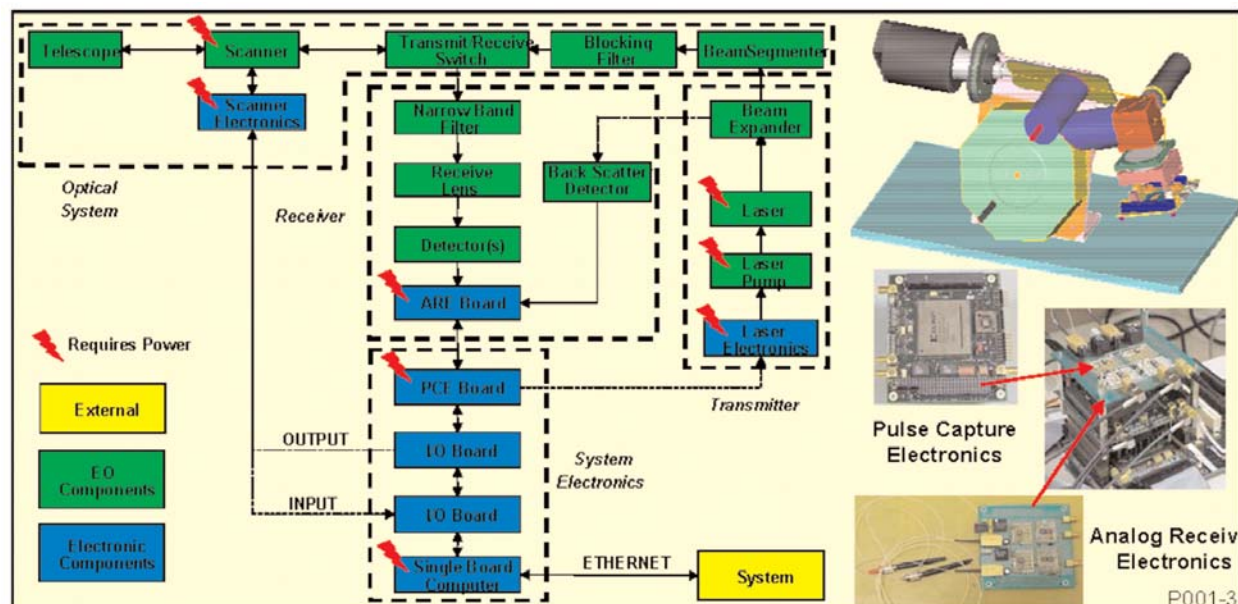 Telescope
Scanner
Transmit/Receive
Switch
Blocking
Filter
BeamSegmenter
Scanner
Electronics
Narrow Band
Filter
Beam
Expander
Optical
System
Receiver
Receive
Lens
Back Scatter
Detector
Laser
Detector(s)
Laser
Pump
ARE Board
Laser
Electronics
Requires Power
PCE Board
Transmitter
External
OUTPUT
I/O Board
System
Electronics
EO
Components
INPUT
I/O Board
Electronic
Components
Single Board
Computer
ETHERNET
System
Pulse Capture
Electronics
Analog Receiv
Electronics
P001-3